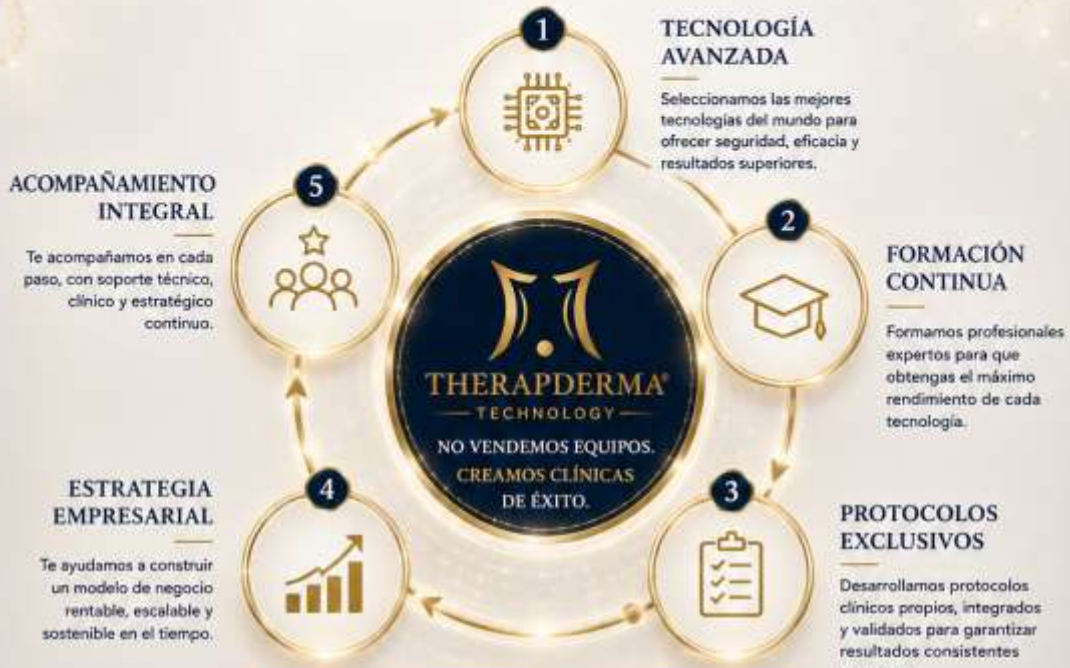 1
TECNOLOGÍA
AVANZADA
Seleccionamos las mejores
tecnologías del mundo para
ofrecer seguridad, eficacia y
resultados superiores.
2
FORMACIÓN
CONTINUA
Formamos profesionales
expertos para que
obtengas el máximo
rendimiento de cada
tecnología.
3
PROTOCOLOS
EXCLUSIVOS
Desarrollamos protocolos
clínicos propios, integrados
y validados para garantizar
resultados consistentes
4
ESTRATEGIA
EMPRESARIAL
Te ayudamos a construir
un modelo de negocio
rentable, escalable y
sostenible en el tiempo.
5
ACOMPAÑAMIENTO
INTEGRAL
Te acompañamos en cada
paso, con soporte técnico,
clínico y estratégico
continuo.
THERAPDERMA®
TECHNOLOGY
NO VENDEMOS EQUIPOS.
CREAMOS CLÍNICAS
DE ÉXITO.